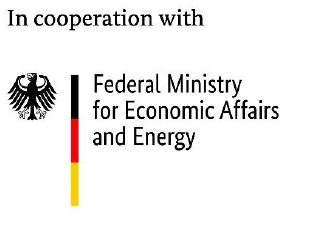 In cooperation with
Federal Ministry
for Economic Affairs
and Energy